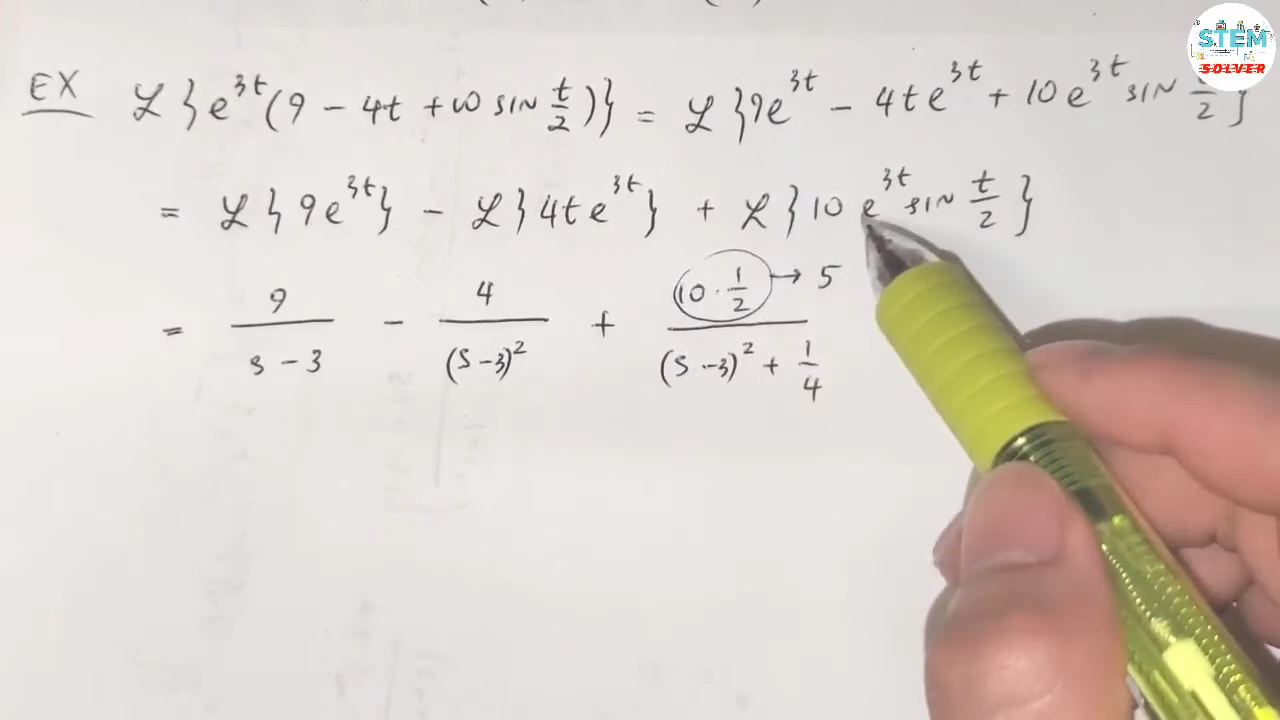 STEM
SOLVER
EX ℒ{e^{3t}(9 - 4t + 10 sin t/2)} = ℒ{9e^{3t} - 4te^{3t} + 10e^{3t} sin t/2}
= ℒ{9e^{3t}} - ℒ{4te^{3t}} + ℒ{10 e^{3t} sin t/2}
= 9/(s-3) - 4/(s-3)^2 + (10·1/2)/((s-3)^2 + 1/4) → 5